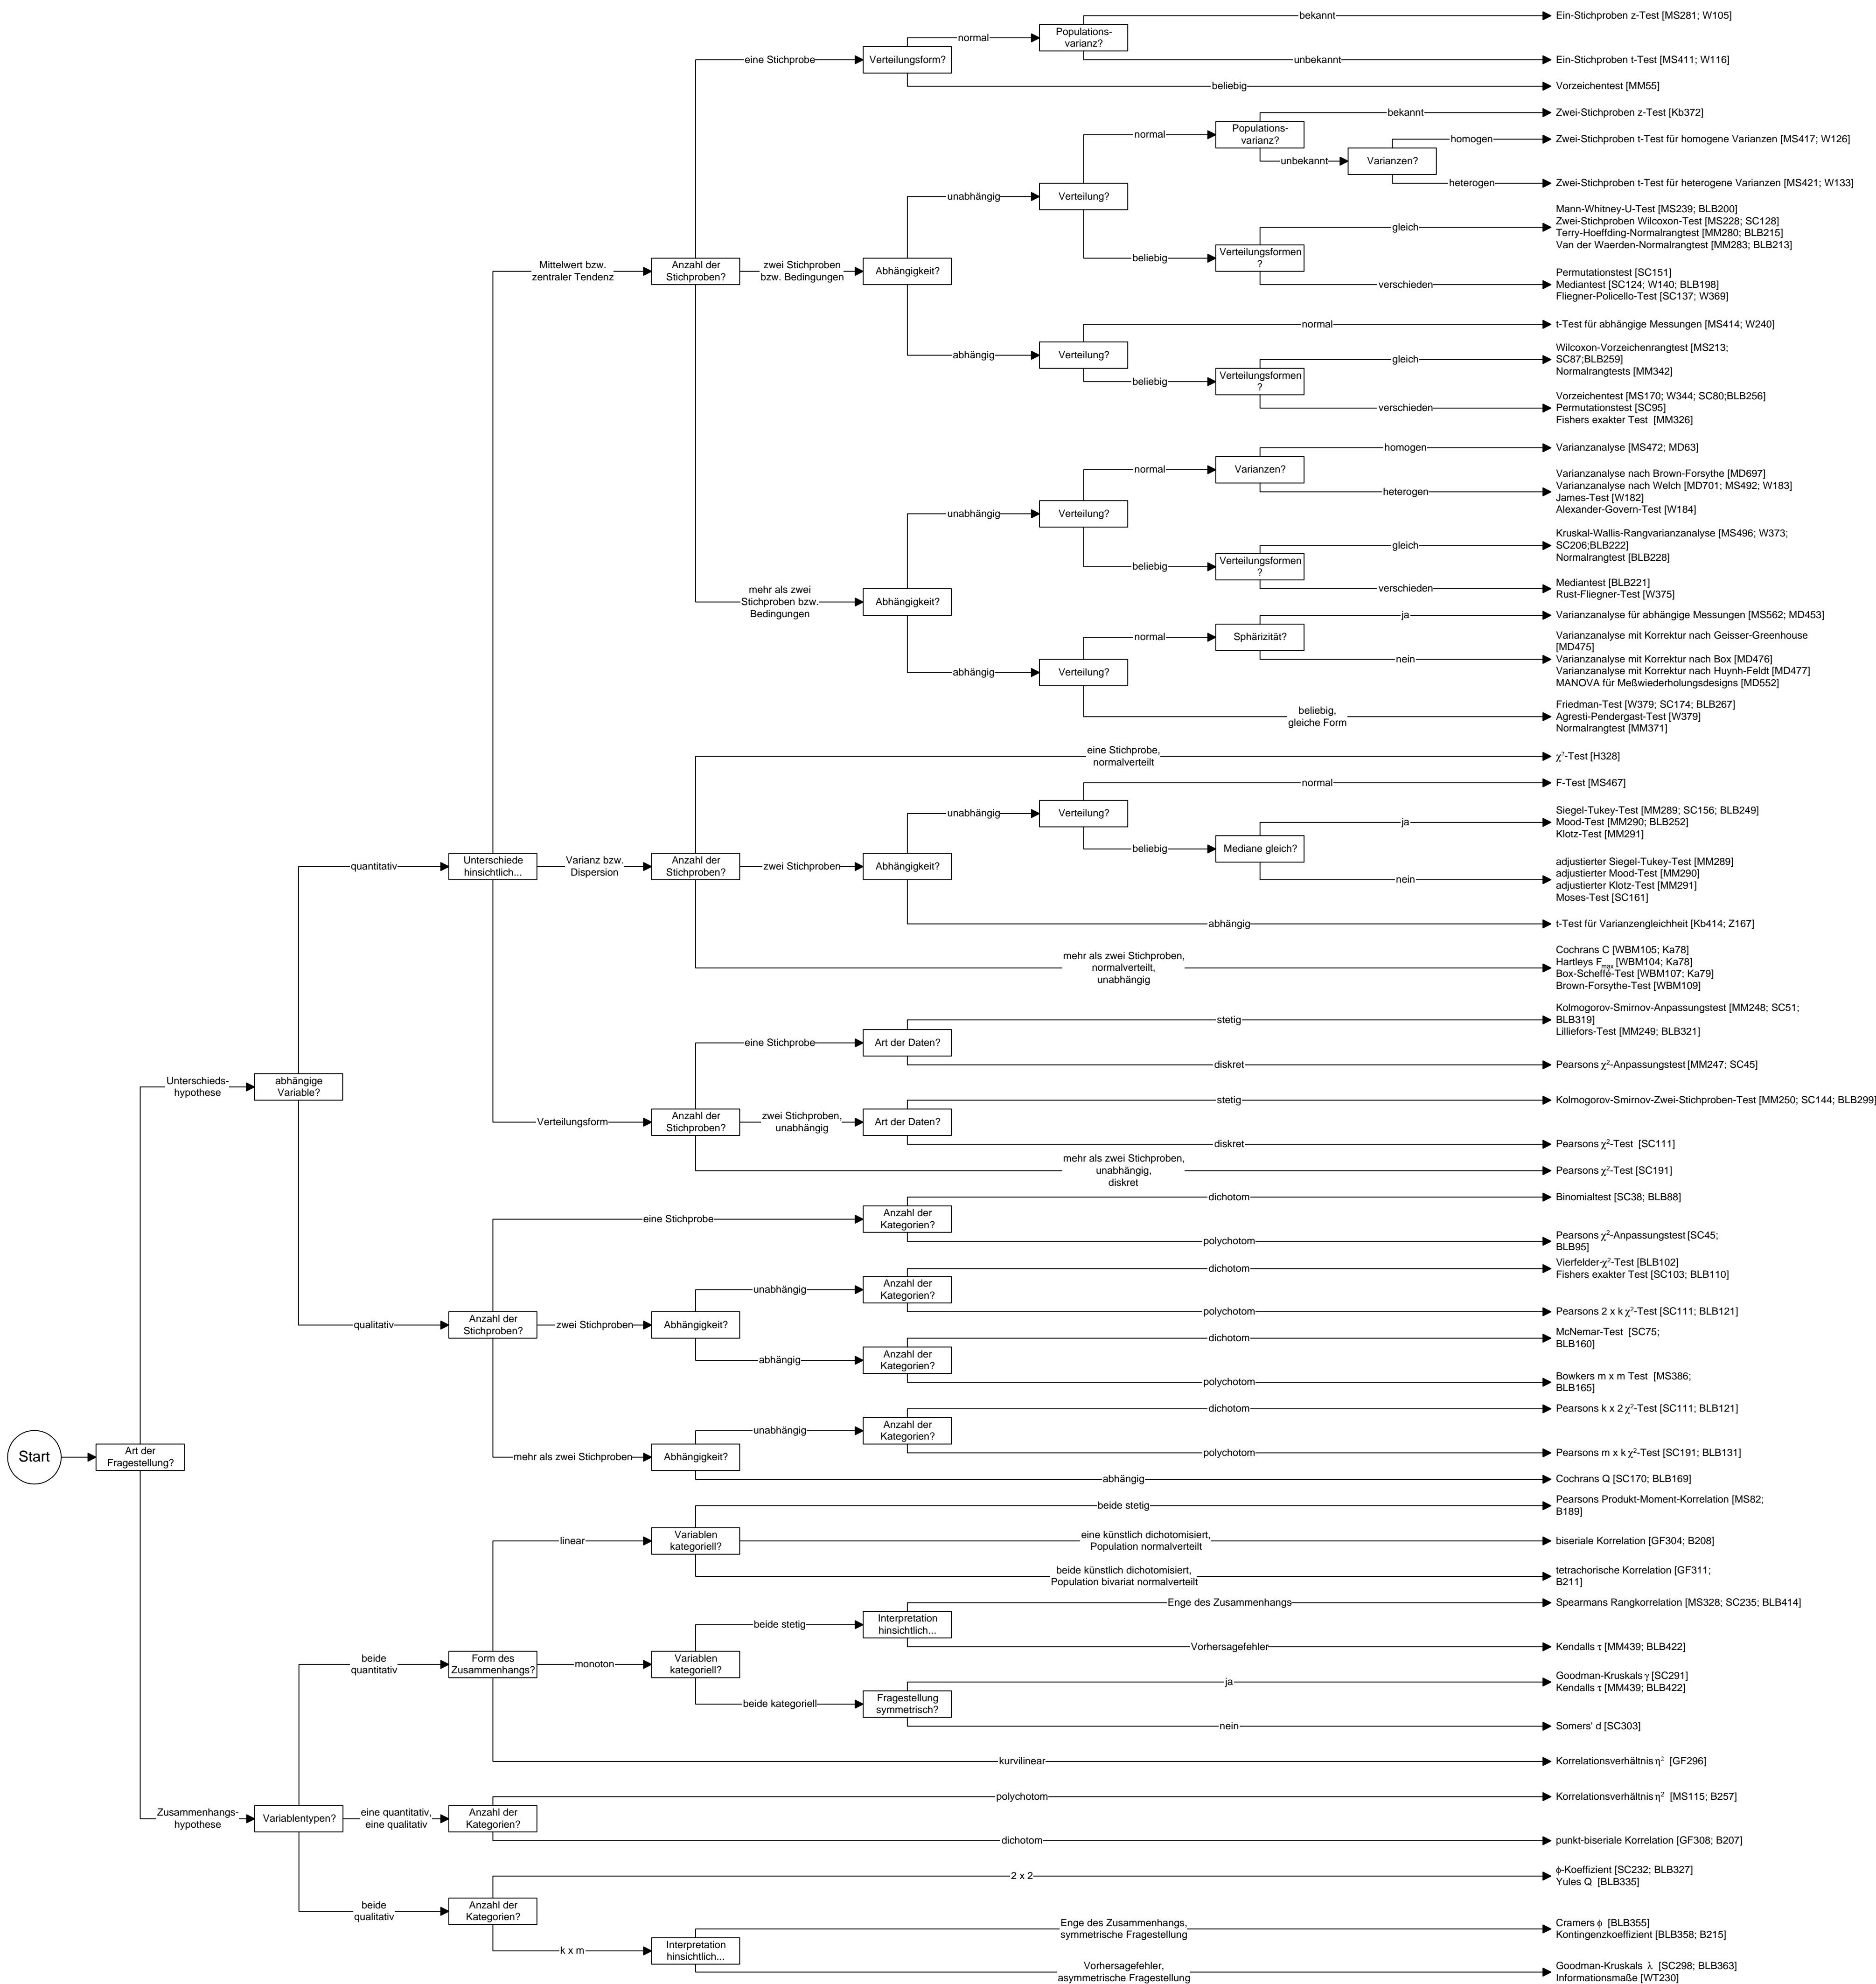 bekannt
Ein-Stichproben z-Test [MS281; W105]
normal
Populations-
varianz?
eine Stichprobe
Verteilungsform?
unbekannt
Ein-Stichproben t-Test [MS411; W116]
beliebig
Vorzeichentest [MM55]
bekannt
Zwei-Stichproben z-Test [Kb372]
normal
Populations-
varianz?
homogen
Zwei-Stichproben t-Test für homogene Varianzen [MS417; W126]
unbekannt
Varianzen?
heterogen
Zwei-Stichproben t-Test für heterogene Varianzen [MS421; W133]
unabhängig
Verteilung?
Mann-Whitney-U-Test [MS239; BLB200]
gleich
Zwei-Stichproben Wilcoxon-Test [MS228; SC128]
Terry-Hoeffding-Normalrangtest [MM280; BLB215]
Van der Waerden-Normalrangtest [MM283; BLB213]
beliebig
Verteilungsformen
?
Mittelwert bzw.
zentraler Tendenz
Anzahl der
Stichproben?
zwei Stichproben
bzw. Bedingungen
Abhängigkeit?
Permutationstest [SC151]
verschieden
Mediantest [SC124; W140; BLB198]
Fliegner-Policello-Test [SC137; W369]
normal
t-Test für abhängige Messungen [MS414; W240]
abhängig
Verteilung?
Wilcoxon-Vorzeichenrangtest [MS213;
gleich
SC87;BLB259]
Normalrangtests [MM342]
beliebig
Verteilungsformen
?
Vorzeichentest [MS170; W344; SC80;BLB256]
verschieden
Permutationstest [SC95]
Fishers exakter Test [MM326]
homogen
Varianzanalyse [MS472; MD63]
normal
Varianzen?
Varianzanalyse nach Brown-Forsythe [MD697]
heterogen
Varianzanalyse nach Welch [MD701; MS492; W183]
James-Test [W182]
Alexander-Govern-Test [W184]
unabhängig
Verteilung?
Kruskal-Wallis-Rangvarianzanalyse [MS496; W373;
gleich
SC206;BLB222]
Normalrangtest [BLB228]
beliebig
Verteilungsformen
?
verschieden
Mediantest [BLB221]
Rust-Fliegner-Test [W375]
mehr als zwei
Stichproben bzw.
Bedingungen
Abhängigkeit?
ja
Varianzanalyse für abhängige Messungen [MS562; MD453]
normal
Sphärizität?
Varianzanalyse mit Korrektur nach Geisser-Greenhouse
[MD475]
nein
Varianzanalyse mit Korrektur nach Box [MD476]
Varianzanalyse mit Korrektur nach Huynh-Feldt [MD477]
MANOVA für Meßwiederholungsdesigns [MD552]
abhängig
Verteilung?
beliebig,
gleiche Form
Friedman-Test [W379; SC174; BLB267]
Agresti-Pendergast-Test [W379]
Normalrangtest [MM371]
eine Stichprobe,
normalverteilt
χ²-Test [H328]
normal
F-Test [MS467]
unabhängig
Verteilung?
Siegel-Tukey-Test [MM289; SC156, BLB249]
ja
Mood-Test [MM290; BLB252]
Klotz-Test [MM291]
beliebig
Mediane gleich?
quantitativ
Unterschiede
hinsichtlich...
Varianz bzw.
Dispersion
Anzahl der
Stichproben?
zwei Stichproben
Abhängigkeit?
adjustierter Siegel-Tukey-Test [MM289]
nein
adjustierter Mood-Test [MM290]
adjustierter Klotz-Test [MM291]
Moses-Test [SC161]
abhängig
t-Test für Varianzengleichheit [Kb414; Z167]
mehr als zwei Stichproben,
normalverteilt,
unabhängig
Cochrans C [WBM105; Ka78]
Hartleys Fmax [WBM104; Ka78]
Box-Scheffé-Test [WBM107; Ka79]
Brown-Forsythe-Test [WBM109]
Kolmogorov-Smirnov-Anpassungstest [MM248; SC51;
stetig
BLB319]
Lilliefors-Test [MM249; BLB321]
eine Stichprobe
Art der Daten?
diskret
Pearsons χ²-Anpassungstest [MM247; SC45]
Unterschieds-
hypothese
abhängige
Variable?
stetig
Kolmogorov-Smirnov-Zwei-Stichproben-Test [MM250; SC144; BLB299]
Verteilungsform
Anzahl der
Stichproben?
zwei Stichproben,
unabhängig
Art der Daten?
diskret
Pearsons χ²-Test [SC111]
mehr als zwei Stichproben,
unabhängig,
diskret
Pearsons χ²-Test [SC191]
dichotom
Binomialtest [SC38; BLB88]
eine Stichprobe
Anzahl der
Kategorien?
polychotom
Pearsons χ²-Anpassungstest [SC45;
BLB95]
dichotom
Vierfelder-χ²-Test [BLB102]
Fishers exakter Test [SC103; BLB110]
unabhängig
Anzahl der
Kategorien?
polychotom
Pearsons 2 x k χ²-Test [SC111; BLB121]
qualitativ
Anzahl der
Stichproben?
zwei Stichproben
Abhängigkeit?
dichotom
McNemar-Test [SC75;
BLB160]
abhängig
Anzahl der
Kategorien?
polychotom
Bowkers m x m Test [MS386;
BLB165]
dichotom
Pearsons k x 2 χ²-Test [SC111; BLB121]
unabhängig
Anzahl der
Kategorien?
polychotom
Pearsons m x k χ²-Test [SC191; BLB131]
mehr als zwei Stichproben
Abhängigkeit?
abhängig
Cochrans Q [SC170; BLB169]
Start
Art der
Fragestellung?
beide stetig
Pearsons Produkt-Moment-Korrelation [MS82;
B189]
linear
Variablen
kategoriell?
eine künstlich dichotomisiert,
Population normalverteilt
biseriale Korrelation [GF304; B208]
beide künstlich dichotomisiert,
Population bivariat normalverteilt
tetrachorische Korrelation [GF311;
B211]
Enge des Zusammenhangs
Spearmans Rangkorrelation [MS328; SC235; BLB414]
beide stetig
Interpretation
hinsichtlich...
Vorhersagefehler
Kendalls τ [MM439; BLB422]
beide
quantitativ
Form des
Zusammenhangs?
monoton
Variablen
kategoriell?
ja
Goodman-Kruskals γ [SC291]
Kendalls τ [MM439; BLB422]
beide kategoriell
Fragestellung
symmetrisch?
nein
Somers' d [SC303]
kurvilinear
Korrelationsverhältnis η² [GF296]
polychotom
Korrelationsverhältnis η² [MS115; B257]
Zusammenhangs-
hypothese
Variablentypen?
eine quantitativ,
eine qualitativ
Anzahl der
Kategorien?
dichotom
punkt-biseriale Korrelation [GF308; B207]
2 x 2
φ-Koeffizient [SC232; BLB327]
Yules Q [BLB335]
beide
qualitativ
Anzahl der
Kategorien?
Enge des Zusammenhangs,
symmetrische Fragestellung
Cramers φ [BLB355]
Kontingenzkoeffizient [BLB358; B215]
k x m
Interpretation
hinsichtlich...
Vorhersagefehler,
asymmetrische Fragestellung
Goodman-Kruskals λ [SC298; BLB363]
Informationsmaße [WT230]